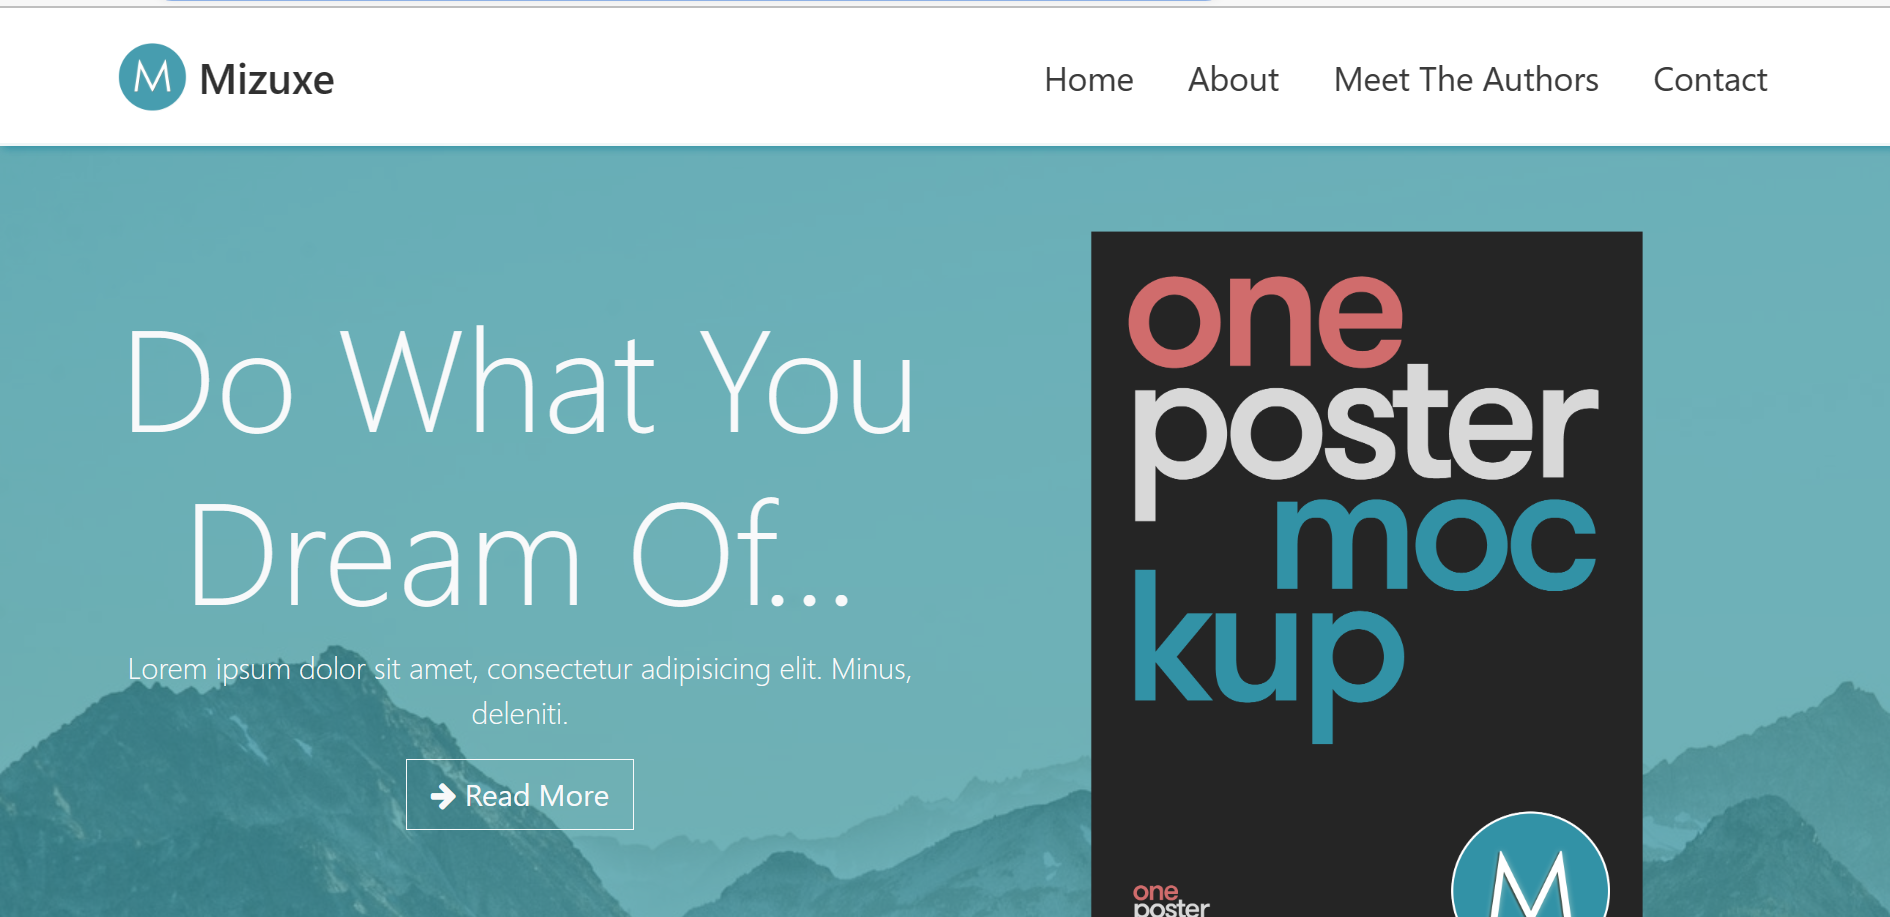 M Mizuxe
Home About Meet The Authors Contact
Do What You
Dream Of...
Lorem ipsum dolor sit amet, consectetur adipisicing elit. Minus,
deleniti.
Read More
one
poster
moc
kup
one
poster
M